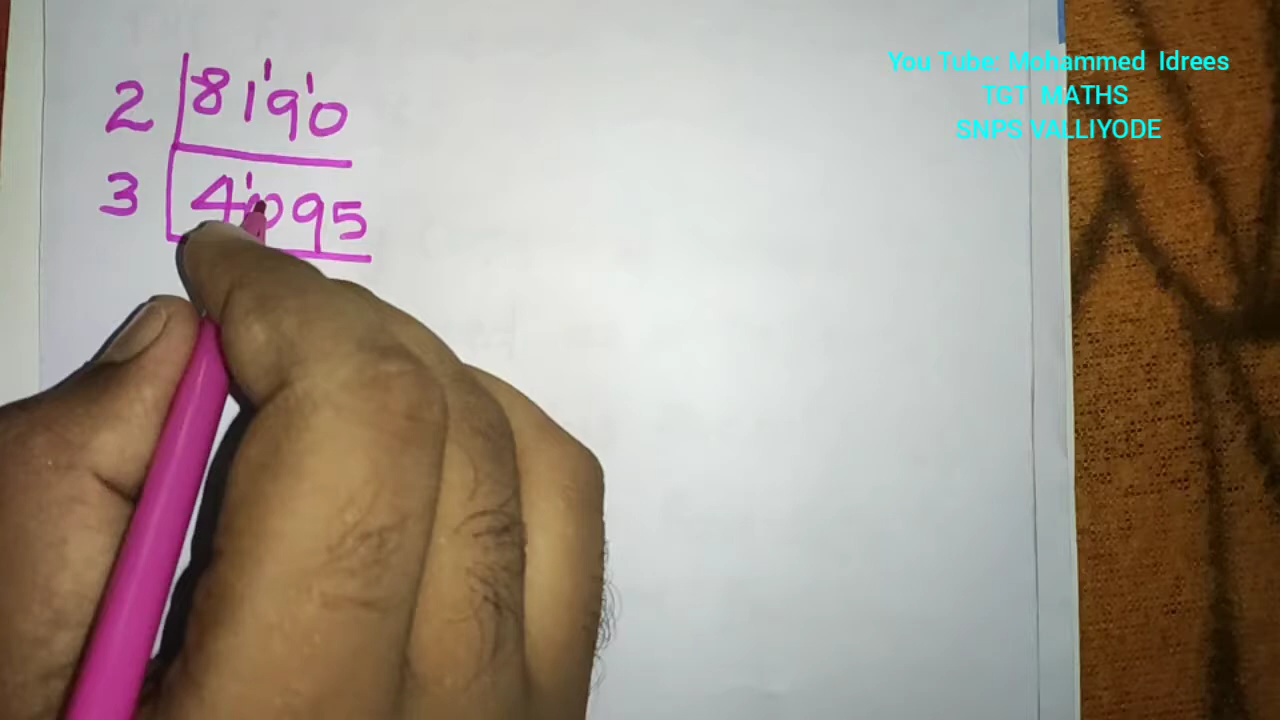 2 8190
3 4095
You Tube: Mohammed Idrees
TGT MATHS
SNPS VALLIYODE